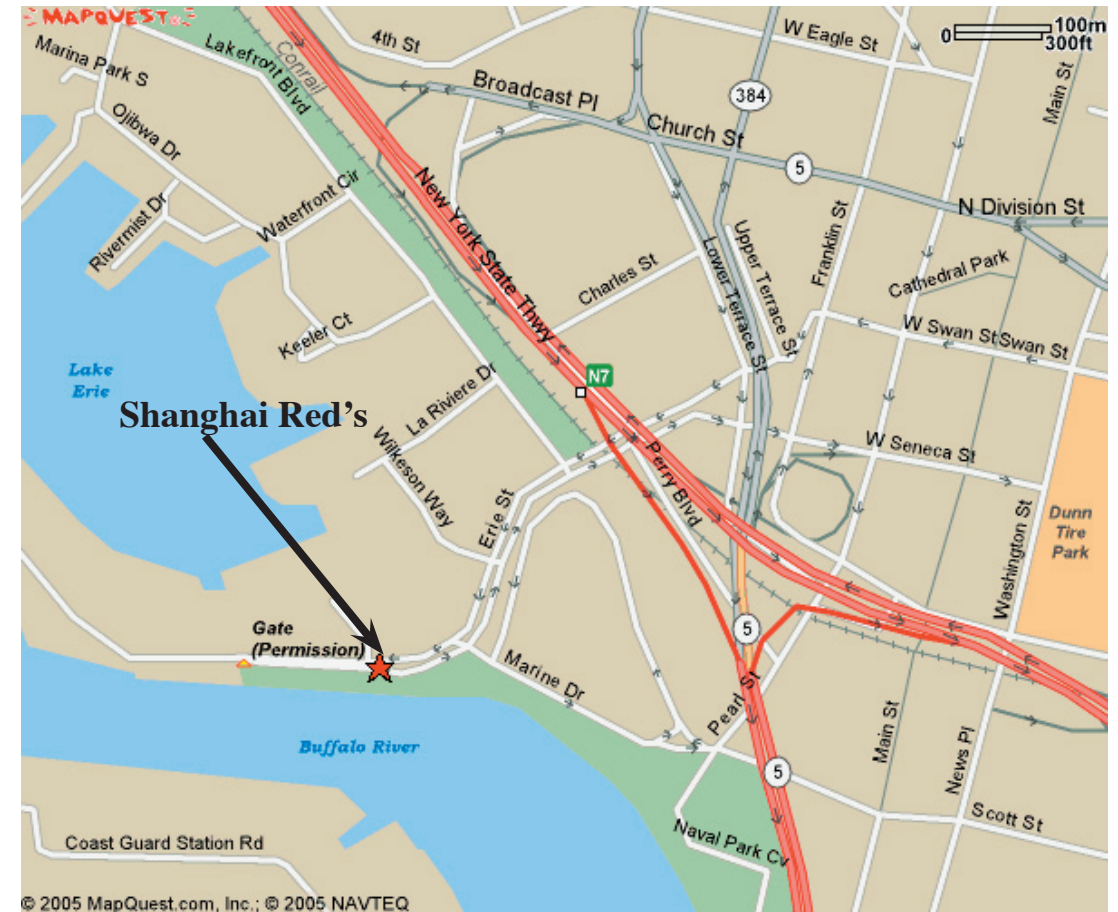 MAPQUEST
100m
0
300ft
4th St
W Eagle St
Marina Park S
Lakefront Blvd
Conrail
Main St
Broadcast Pl
384
Church St
Ojibwa Dr
5
New York State Thwy
Waterfront Cir
Rivermist Dr
N Division St
Franklin St
Lower Terrace St
Upper Terrace St
Charles St
Cathedral Park
Keeler Ct
W Swan St
Swan St
Lake
Erie
N7
La Riviere Dr
Shanghai Red's
Wilkeson Way
W Seneca St
Perry Blvd
Erie St
Dunn
Tire
Park
Washington St
Gate
(Permission)
5
Marine Dr
Pearl St
Buffalo River
Main St
News Pl
5
Scott St
Naval Park Cv
Coast Guard Station Rd
© 2005 MapQuest.com, Inc.; © 2005 NAVTEQ